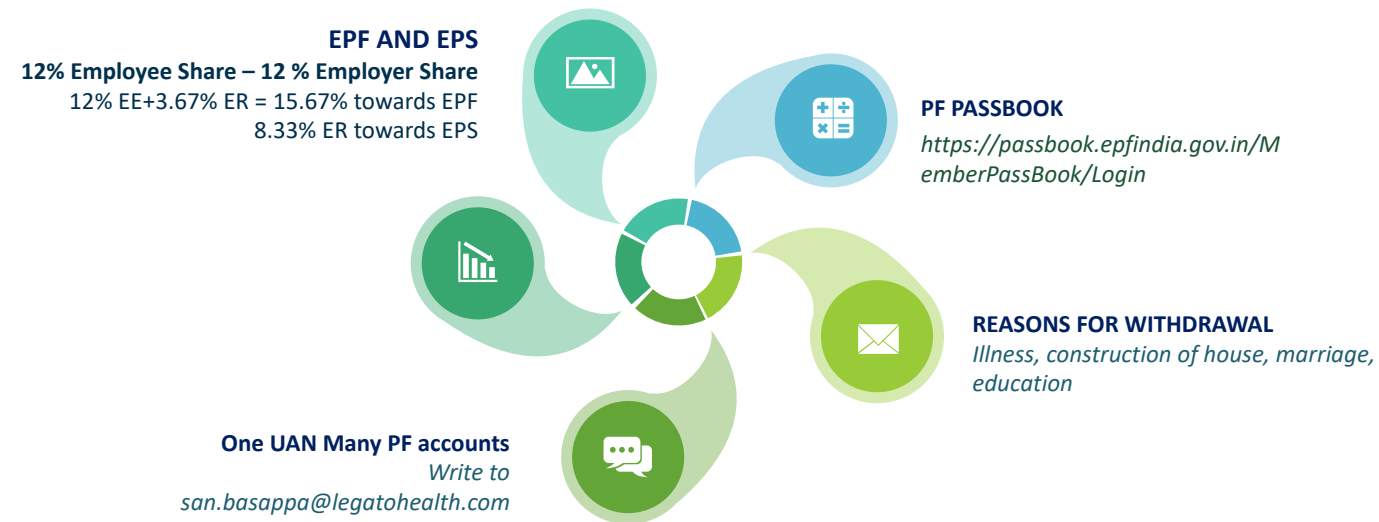 EPF AND EPS
12% Employee Share – 12 % Employer Share
12% EE+3.67% ER = 15.67% towards EPF
8.33% ER towards EPS
PF PASSBOOK
https://passbook.epfindia.gov.in/M
emberPassBook/Login
REASONS FOR WITHDRAWAL
Illness, construction of house, marriage,
education
One UAN Many PF accounts
Write to
san.basappa@legatohealth.com